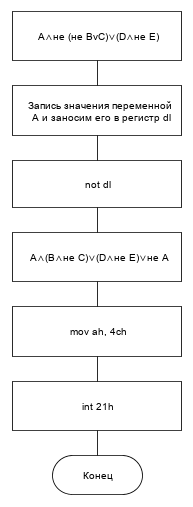 A∧не (не B∨C)∨(D∧не E)
Запись значения переменной
A и заносим его в регистр dl
not dl
A∧(B∧не C)∨(D∧не E)∨не A
mov ah, 4ch
int 21h
Конец